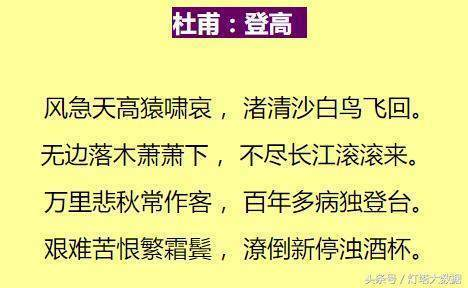 杜甫：登高
风急天高猿啸哀，渚清沙白鸟飞回。
无边落木萧萧下，不尽长江滚滚来。
万里悲秋常作客，百年多病独登台。
艰难苦恨繁霜鬓，潦倒新停浊酒杯。
头条号 / 灯塔大数据